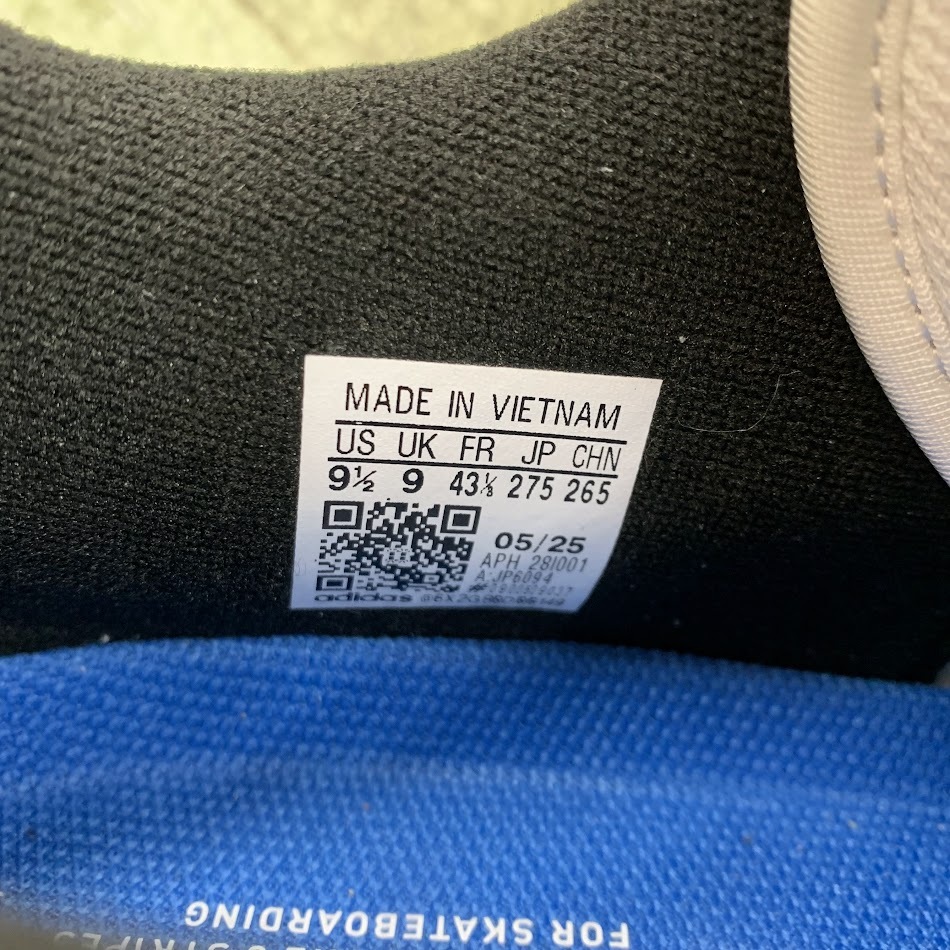 MADE IN VIETNAM
US UK FR JP CHN
9½ 9 43⅓ 275 265
05/25
APH 28I001
A:JP6094
adidas
FOR SKATEBOARDING
STRIPES